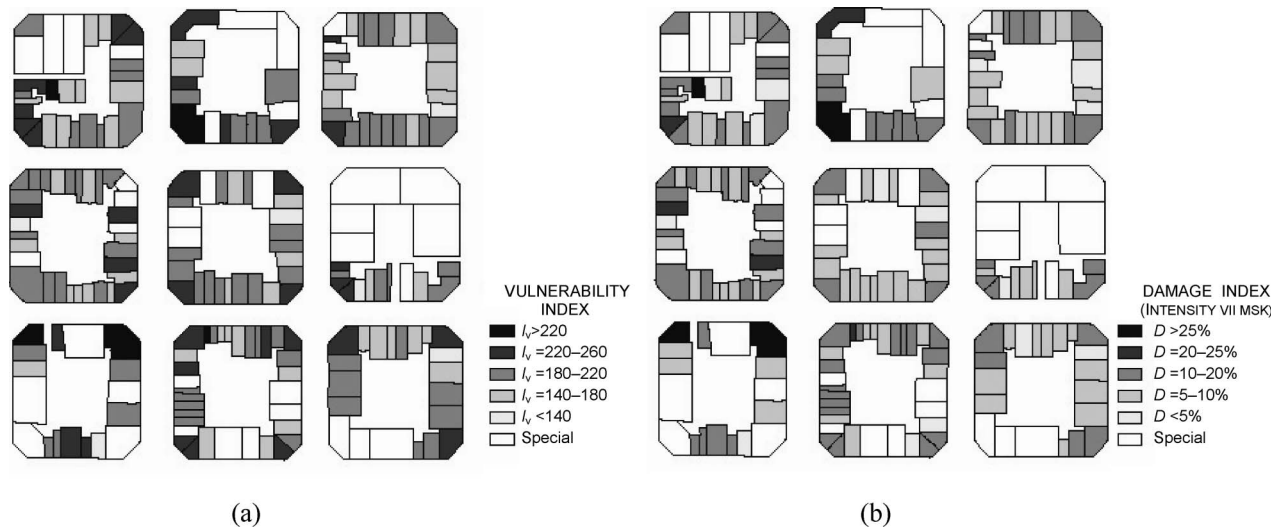 VULNERABILITY
INDEX
Iv>220
Iv =220–260
Iv =180–220
Iv =140–180
Iv <140
Special
DAMAGE INDEX
(INTENSITY VII MSK)
D >25%
D =20–25%
D =10–20%
D =5–10%
D <5%
Special
(a)
(b)